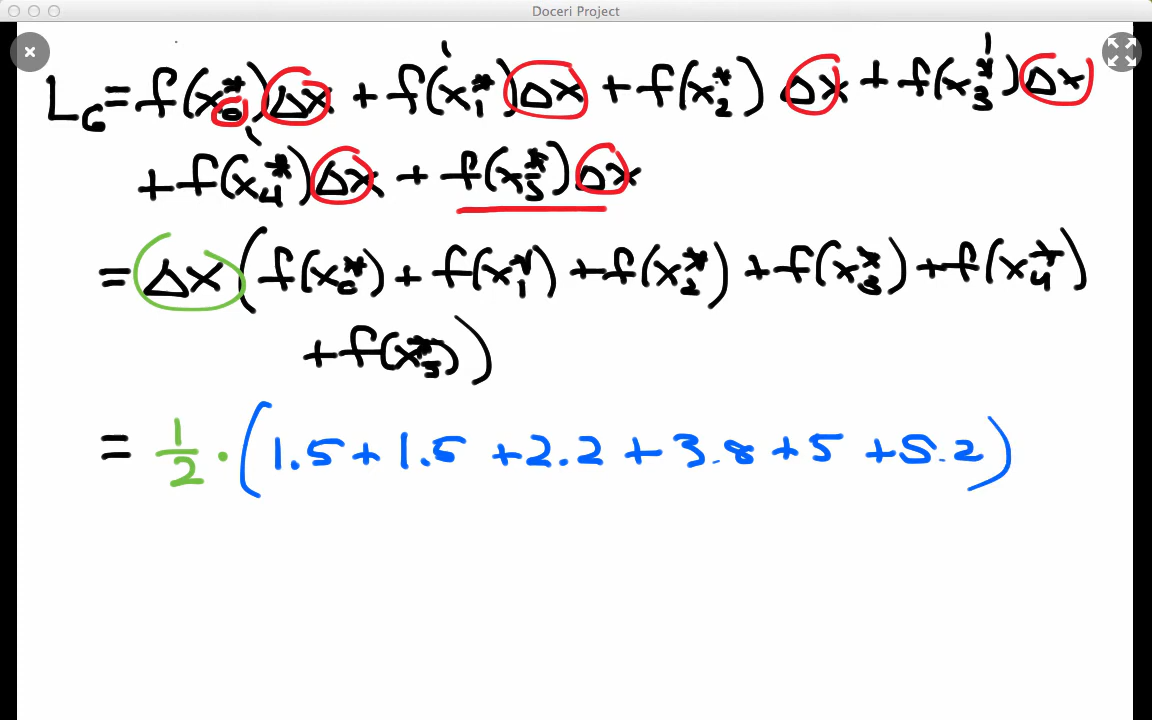 Doceri Project
L₆ = f(x₀*)Δx + f(x₁*)Δx + f(x₂*)Δx + f(x₃*)Δx
+ f(x₄*)Δx + f(x₅*)Δx
= Δx(f(x₀*) + f(x₁*) + f(x₂*) + f(x₃*) + f(x₄*)
+ f(x₅*))
= 1/2 · (1.5 + 1.5 + 2.2 + 3.8 + 5 + 5.2)